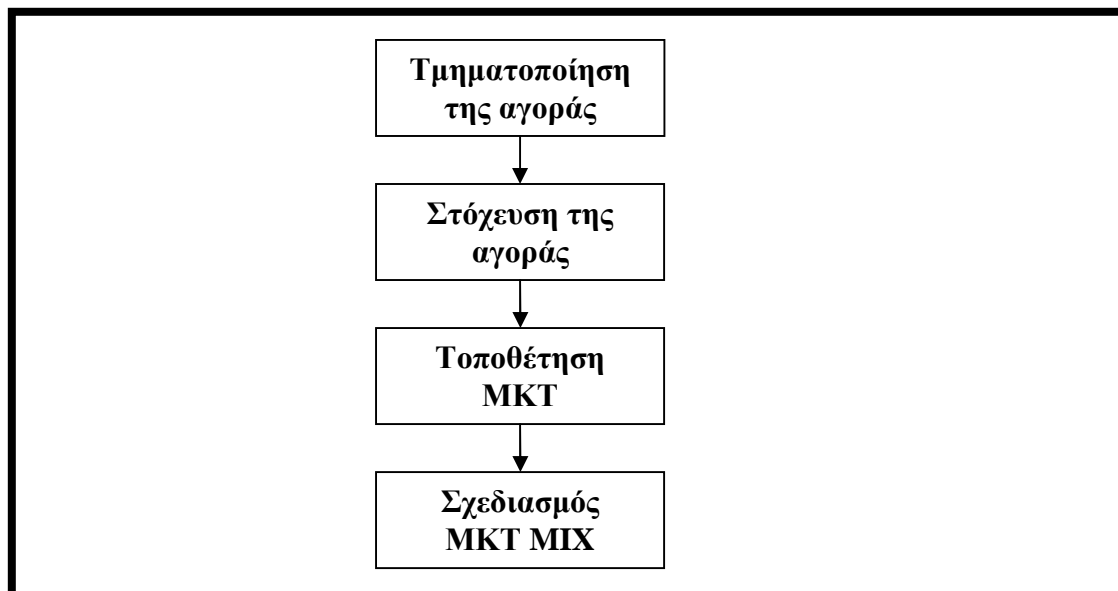 Τμηματοποίηση
της αγοράς
Στόχευση της
αγοράς
Τοποθέτηση
ΜΚΤ
Σχεδιασμός
ΜΚΤ ΜΙΧ